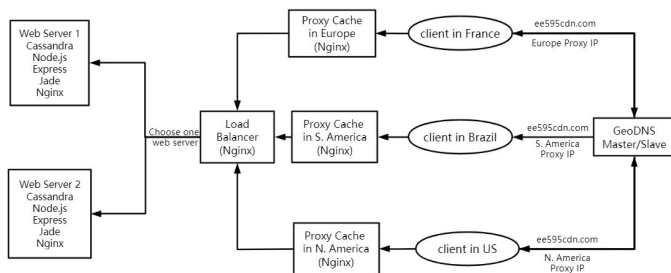 Web Server 1
Cassandra
Node.js
Express
Jade
Nginx
Web Server 2
Cassandra
Node.js
Express
Jade
Nginx
Choose one
web server
Load
Balancer
(Nginx)
Proxy Cache
in Europe
(Nginx)
client in France
ee595cdn.com
Europe Proxy IP
Proxy Cache
in S. America
(Nginx)
client in Brazil
ee595cdn.com
S. America
Proxy IP
GeoDNS
Master/Slave
Proxy Cache
in N. America
(Nginx)
client in US
ee595cdn.com
N. America
Proxy IP